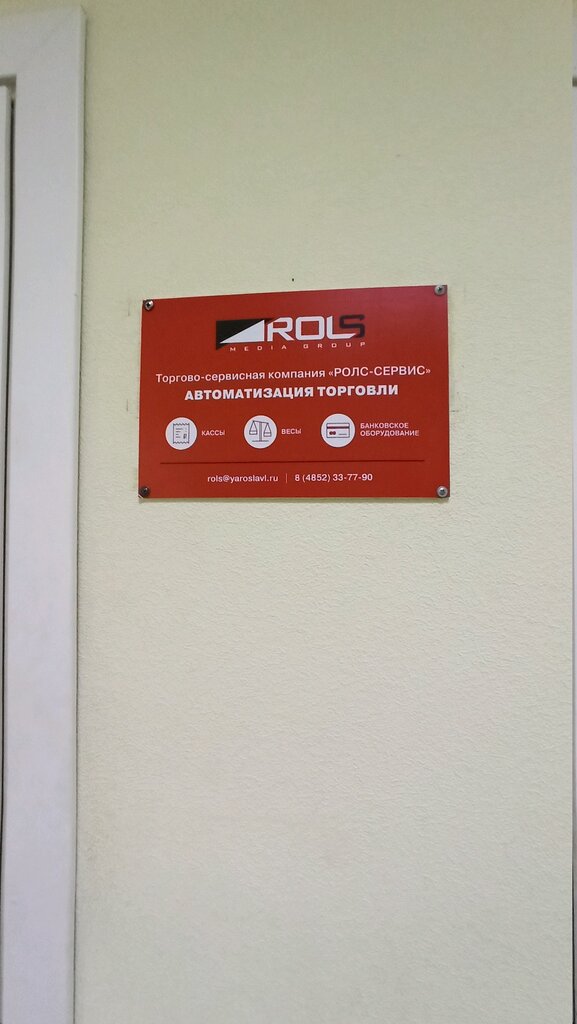 ROLS
MEDIA GROUP
Торгово-сервисная компания «РОЛС-СЕРВИС»
АВТОМАТИЗАЦИЯ ТОРГОВЛИ
КАССЫ
ВЕСЫ
БАНКОВСКОЕ
ОБОРУДОВАНИЕ
rols@yaroslavl.ru | 8 (4852) 33-77-90